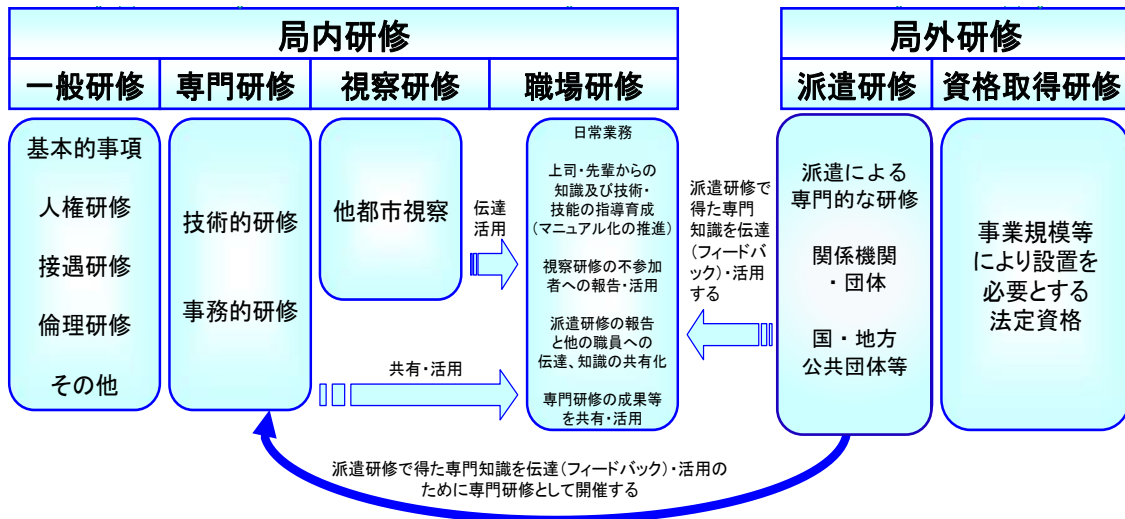 局内研修
局外研修
一般研修
専門研修
視察研修
職場研修
派遣研修
資格取得研修
基本的事項
人権研修
接遇研修
倫理研修
その他
技術的研修
事務的研修
他都市視察
伝達
活用
共有・活用
日常業務
上司・先輩からの
知識及び技術・
技能の指導育成
(マニュアル化の推進)
視察研修の不参加
者への報告・活用
派遣研修の報告
と他の職員への
伝達、知識の共有化
専門研修の成果等
を共有・活用
派遣研修で
得た専門
知識を伝達
(フィードバ
ック)・活用
する
派遣による
専門的な研修
関係機関
・団体
国・地方
公共団体等
事業規模等
により設置を
必要とする
法定資格
派遣研修で得た専門知識を伝達(フィードバック)・活用の
ために専門研修として開催する